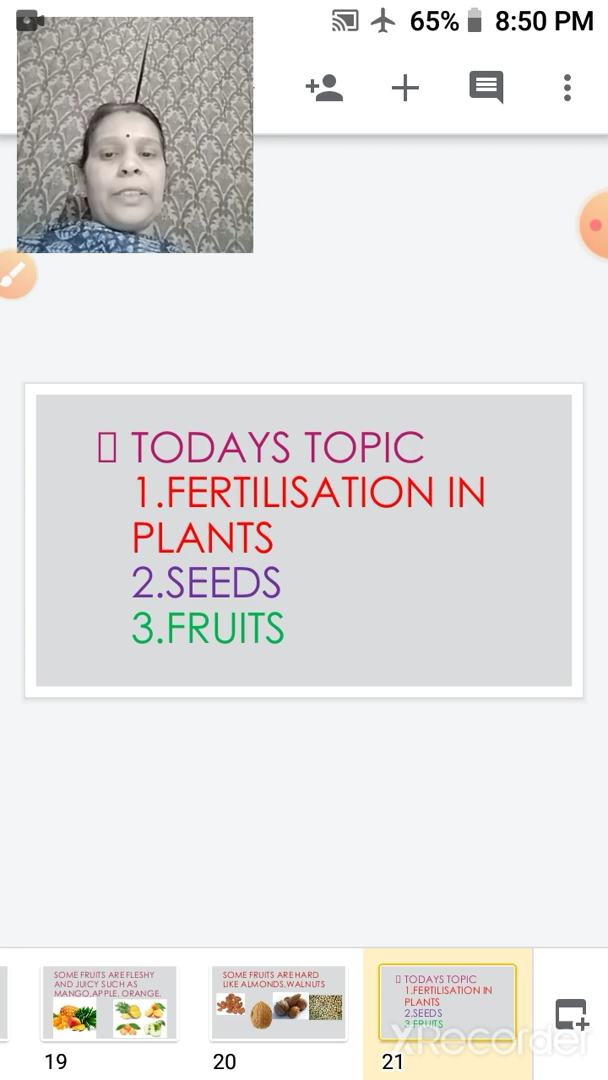 65% 8:50 PM
▯ TODAYS TOPIC
1.FERTILISATION IN
PLANTS
2.SEEDS
3.FRUITS
SOME FRUITS ARE FLESHY
AND JUICY SUCH AS
MANGO,APPLE, ORANGE.
19
SOME FRUITS ARE HARD
LIKE ALMONDS,WALNUTS
20
▯ TODAYS TOPIC
1.FERTILISATION IN
PLANTS
2.SEEDS
3.FRUITS
21
XRecorder